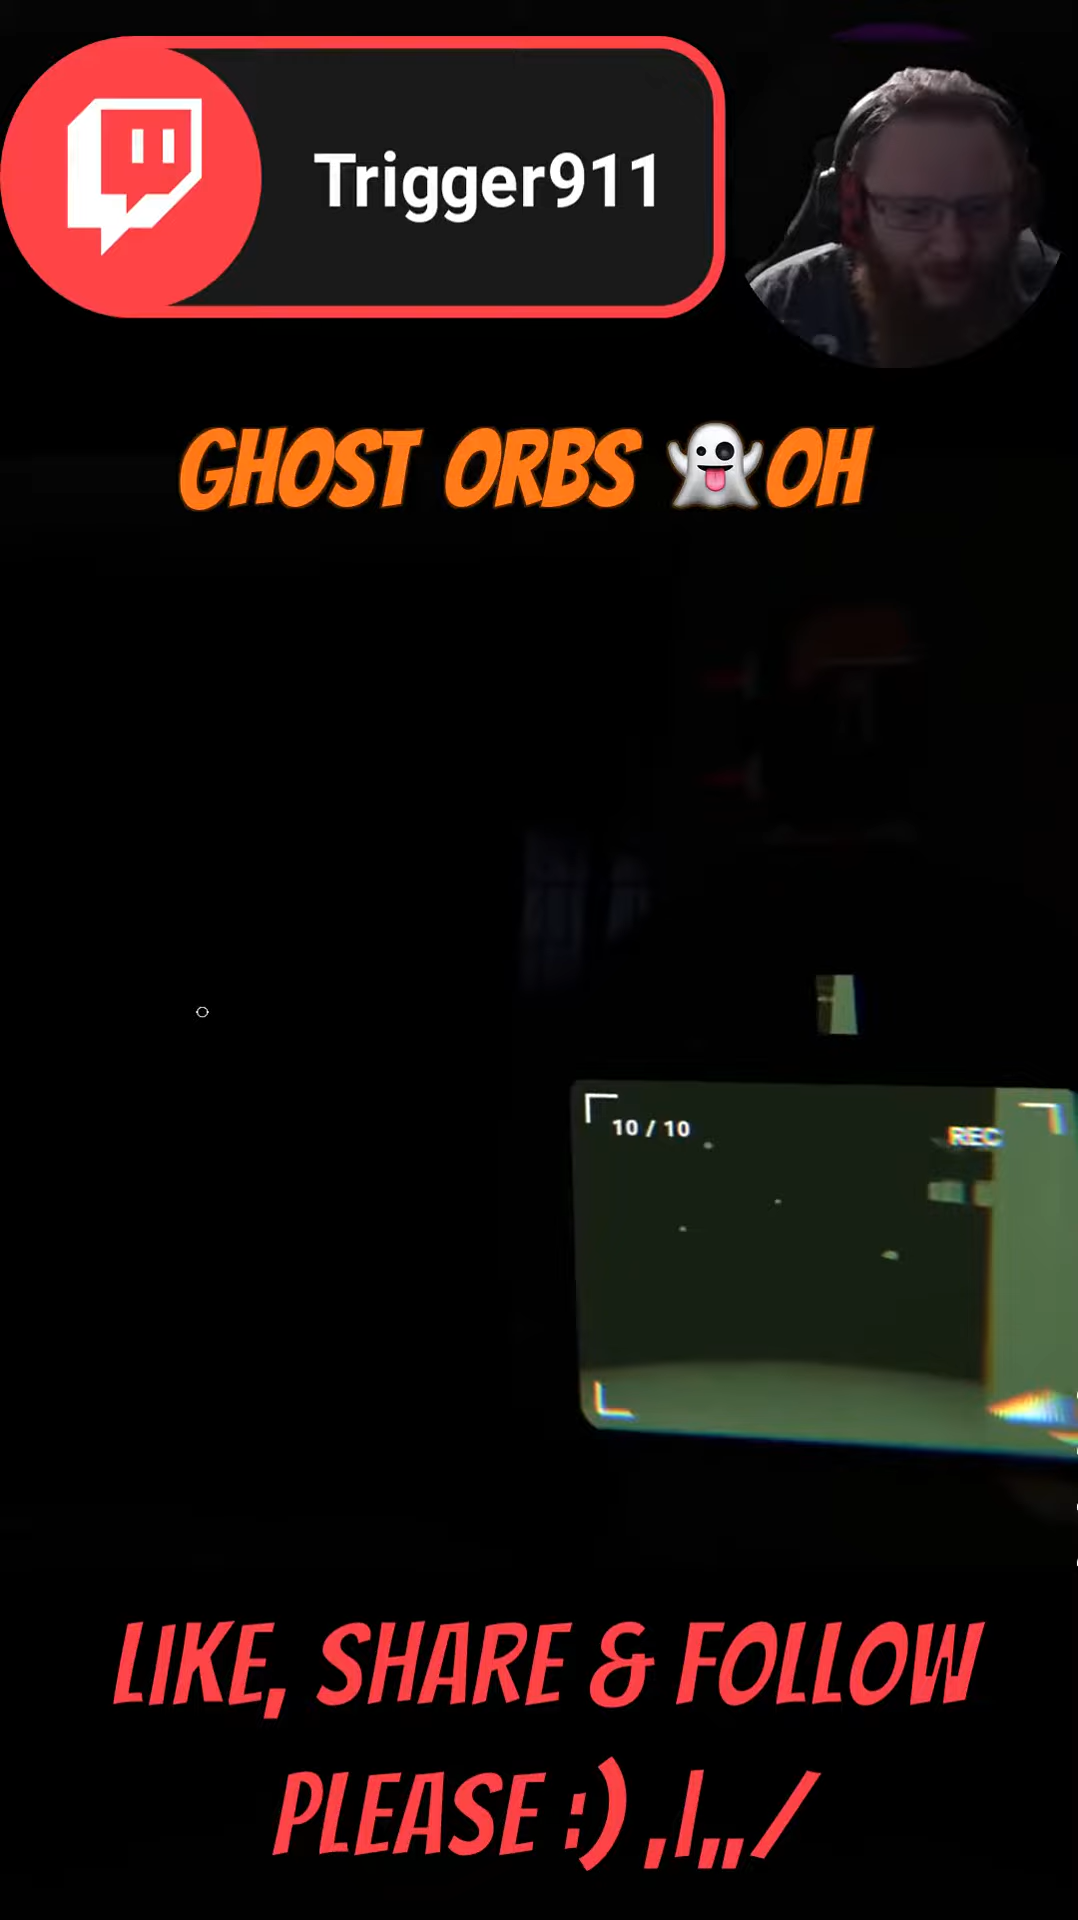 Trigger911
GHOST ORBS 👻OH
10 / 10
REC
LIKE, SHARE & FOLLOW
PLEASE :) ,|,,/